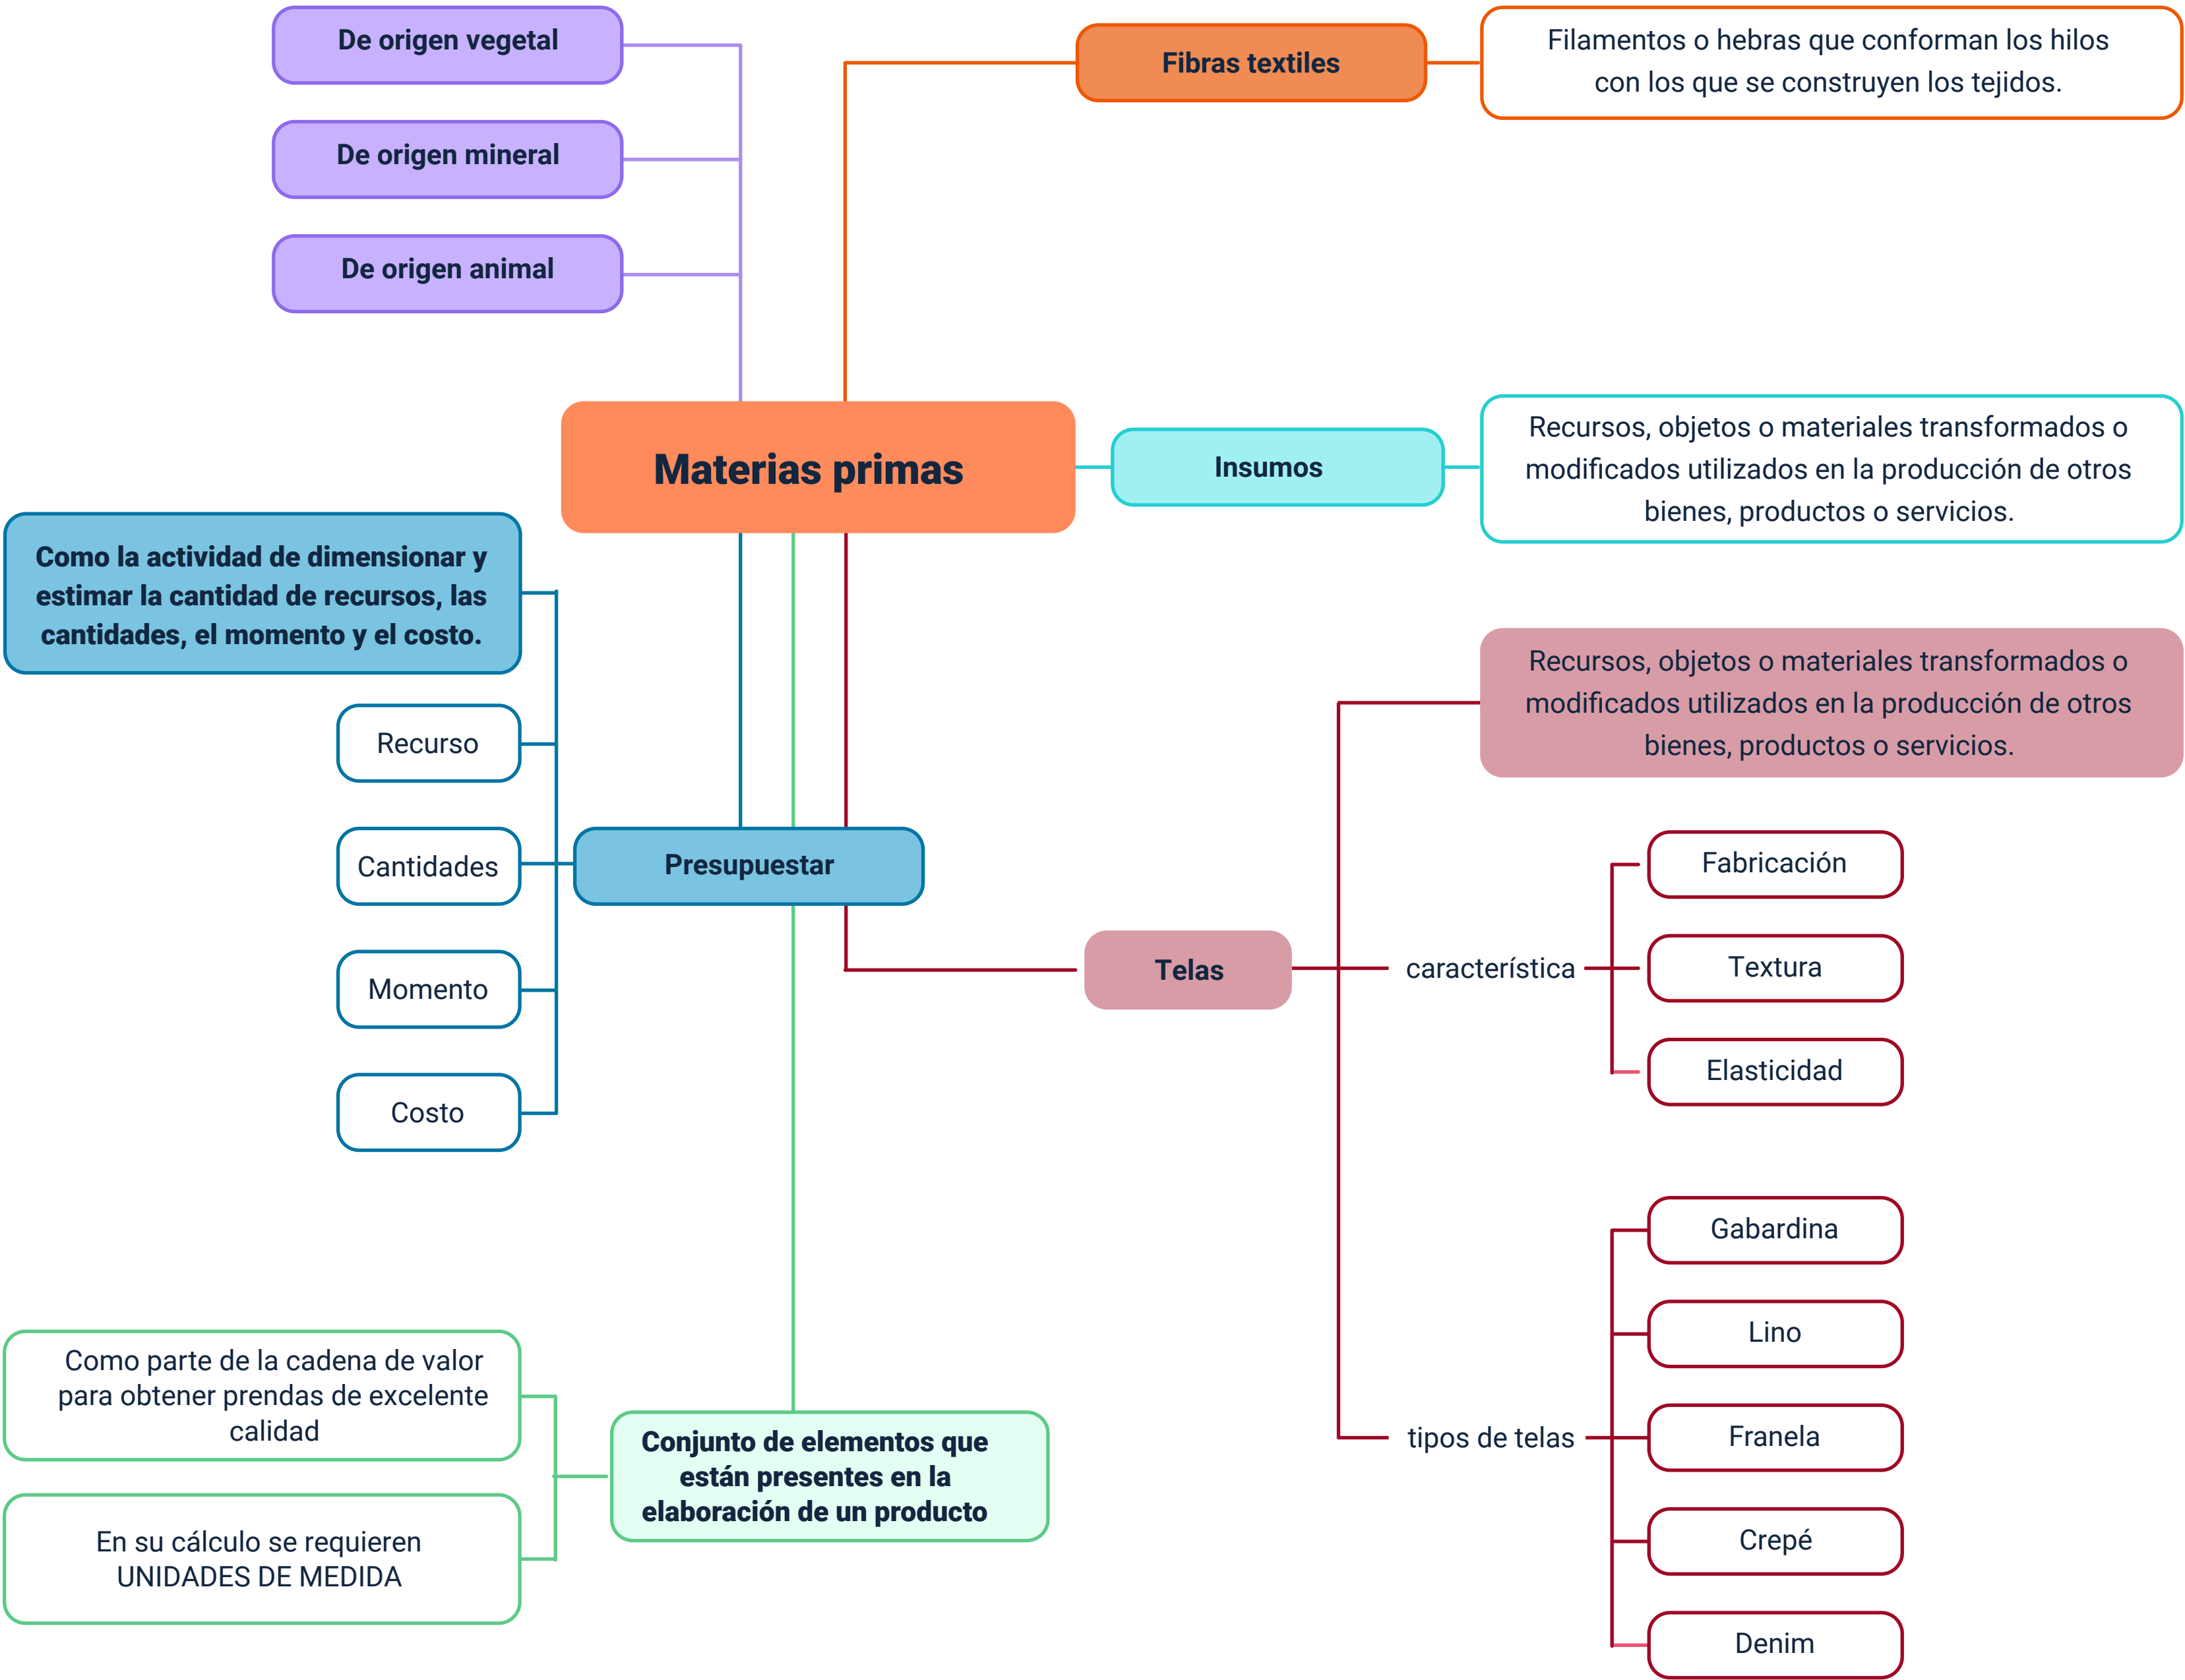 De origen vegetal
De origen mineral
De origen animal
Fibras textiles
Filamentos o hebras que conforman los hilos
con los que se construyen los tejidos.
Materias primas
Insumos
Recursos, objetos o materiales transformados o
modificados utilizados en la producción de otros
bienes, productos o servicios.
Como la actividad de dimensionar y
estimar la cantidad de recursos, las
cantidades, el momento y el costo.
Recurso
Cantidades
Momento
Costo
Presupuestar
Recursos, objetos o materiales transformados o
modificados utilizados en la producción de otros
bienes, productos o servicios.
Telas
característica
Fabricación
Textura
Elasticidad
tipos de telas
Gabardina
Lino
Franela
Crepé
Denim
Como parte de la cadena de valor
para obtener prendas de excelente
calidad
En su cálculo se requieren
UNIDADES DE MEDIDA
Conjunto de elementos que
están presentes en la
elaboración de un producto